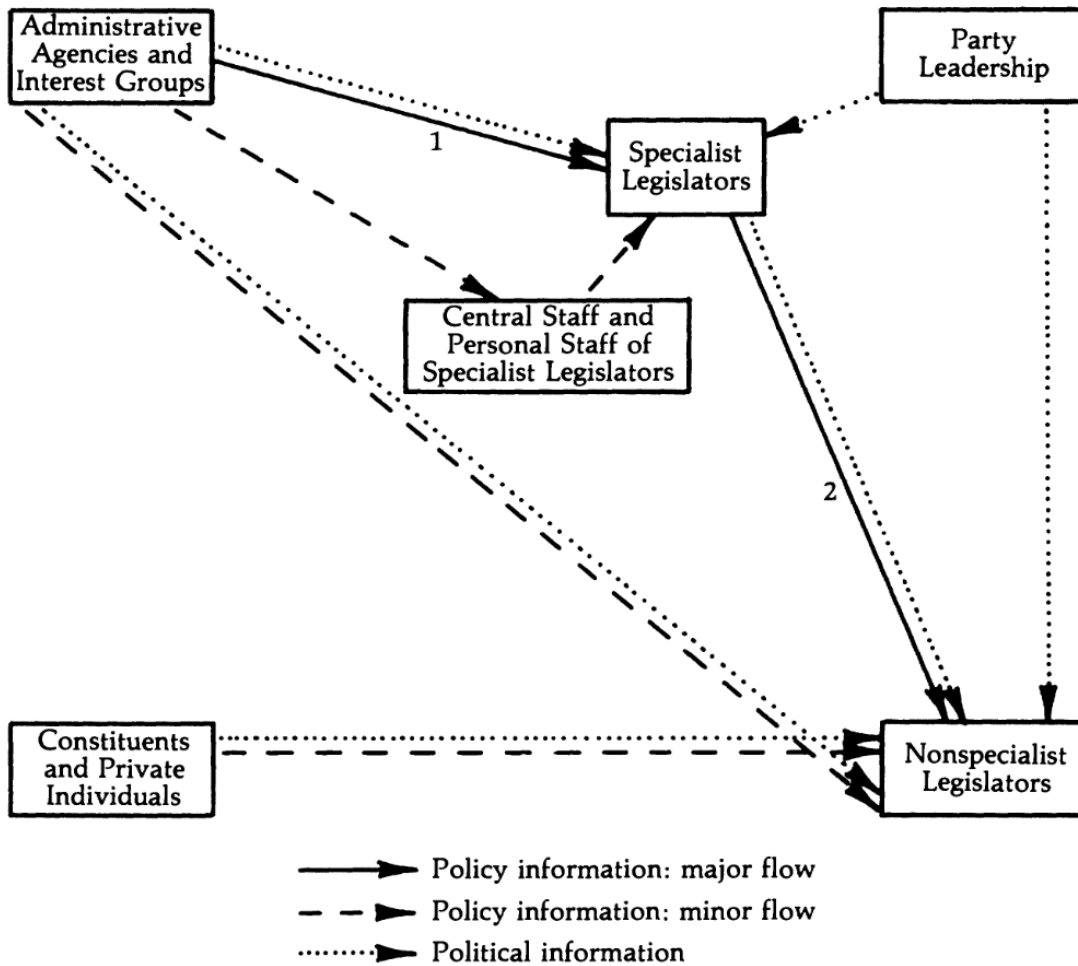 Administrative
Agencies and
Interest Groups
Party
Leadership
1
Specialist
Legislators
Central Staff and
Personal Staff of
Specialist Legislators
2
Constituents
and Private
Individuals
Nonspecialist
Legislators
Policy information: major flow
Policy information: minor flow
Political information